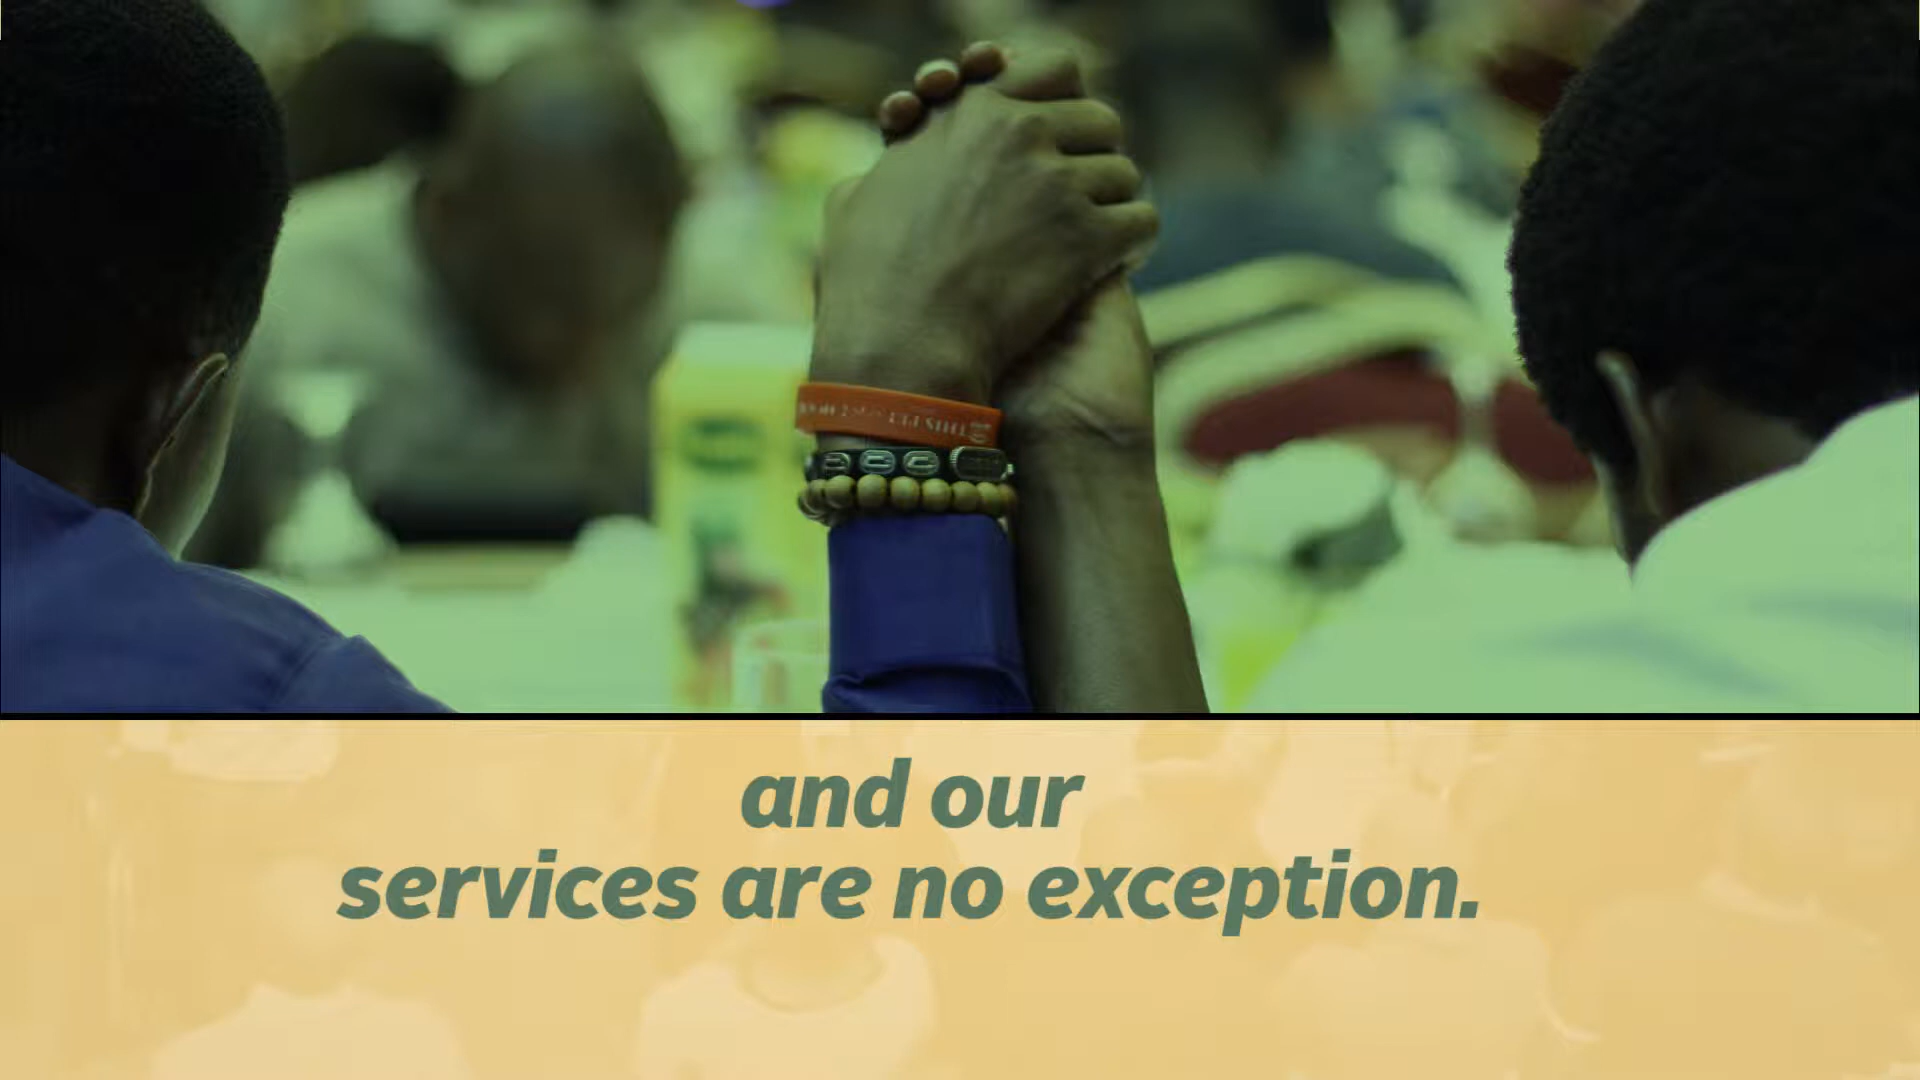 and our
services are no exception.